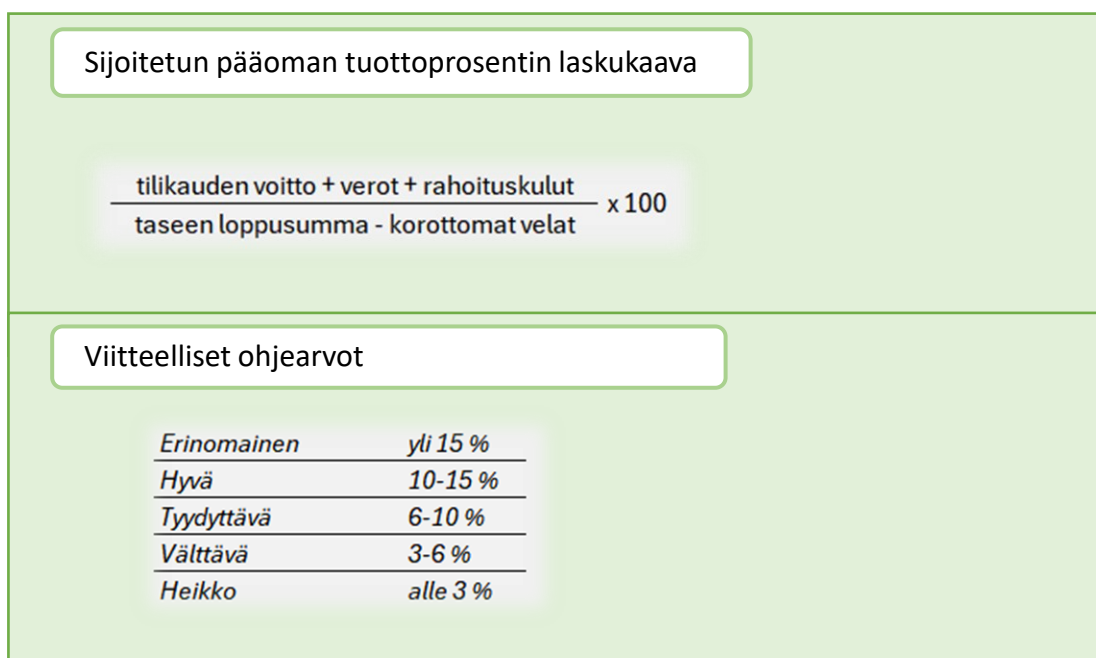 Sijoitetun pääoman tuottoprosentin laskukaava
tilikauden voitto + verot + rahoituskulut
x 100
taseen loppusumma - korottomat velat
Viitteelliset ohjearvot
Erinomainen yli 15 %
Hyvä 10-15 %
Tyydyttävä 6-10 %
Välttävä 3-6 %
Heikko alle 3 %